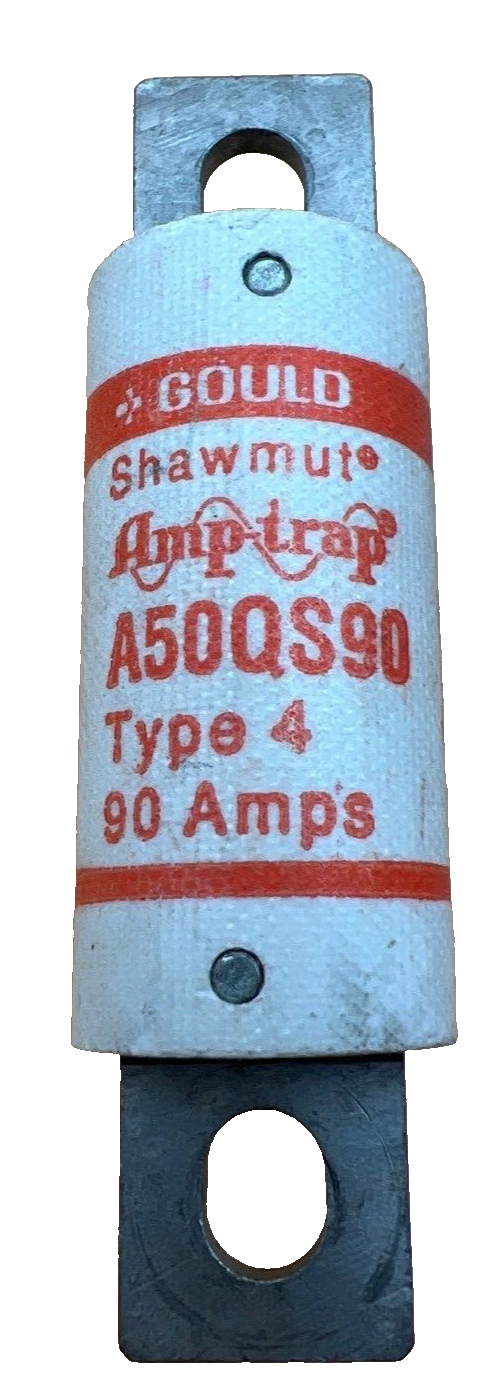 GOULD
Shawmut®
Amp-trap®
A50QS90
Type 4
90 Amps